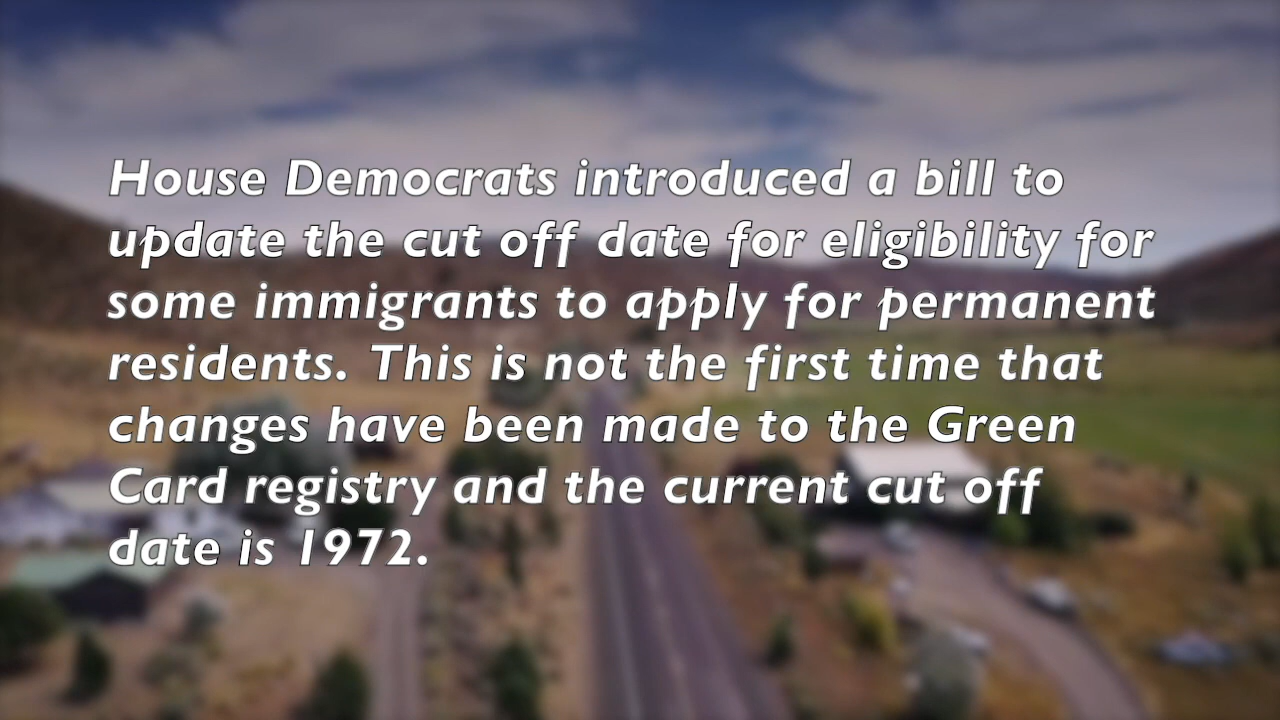 House Democrats introduced a bill to
update the cut off date for eligibility for
some immigrants to apply for permanent
residents. This is not the first time that
changes have been made to the Green
Card registry and the current cut off
date is 1972.